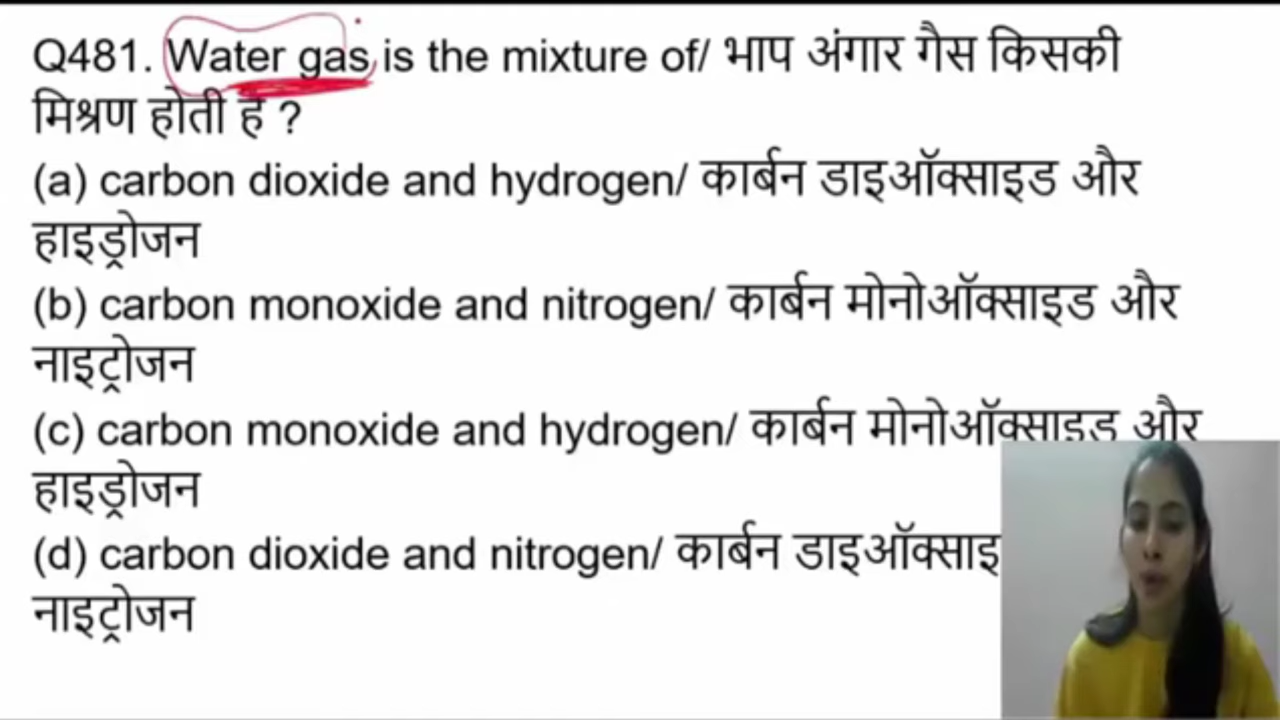 Q481. Water gas is the mixture of/ भाप अंगार गैस किसकी
मिश्रण होती है ?
(a) carbon dioxide and hydrogen/ कार्बन डाइऑक्साइड और
हाइड्रोजन
(b) carbon monoxide and nitrogen/ कार्बन मोनोऑक्साइड और
नाइट्रोजन
(c) carbon monoxide and hydrogen/ कार्बन मोनोऑक्साइड और
हाइड्रोजन
(d) carbon dioxide and nitrogen/ कार्बन डाइऑक्साइ
नाइट्रोजन